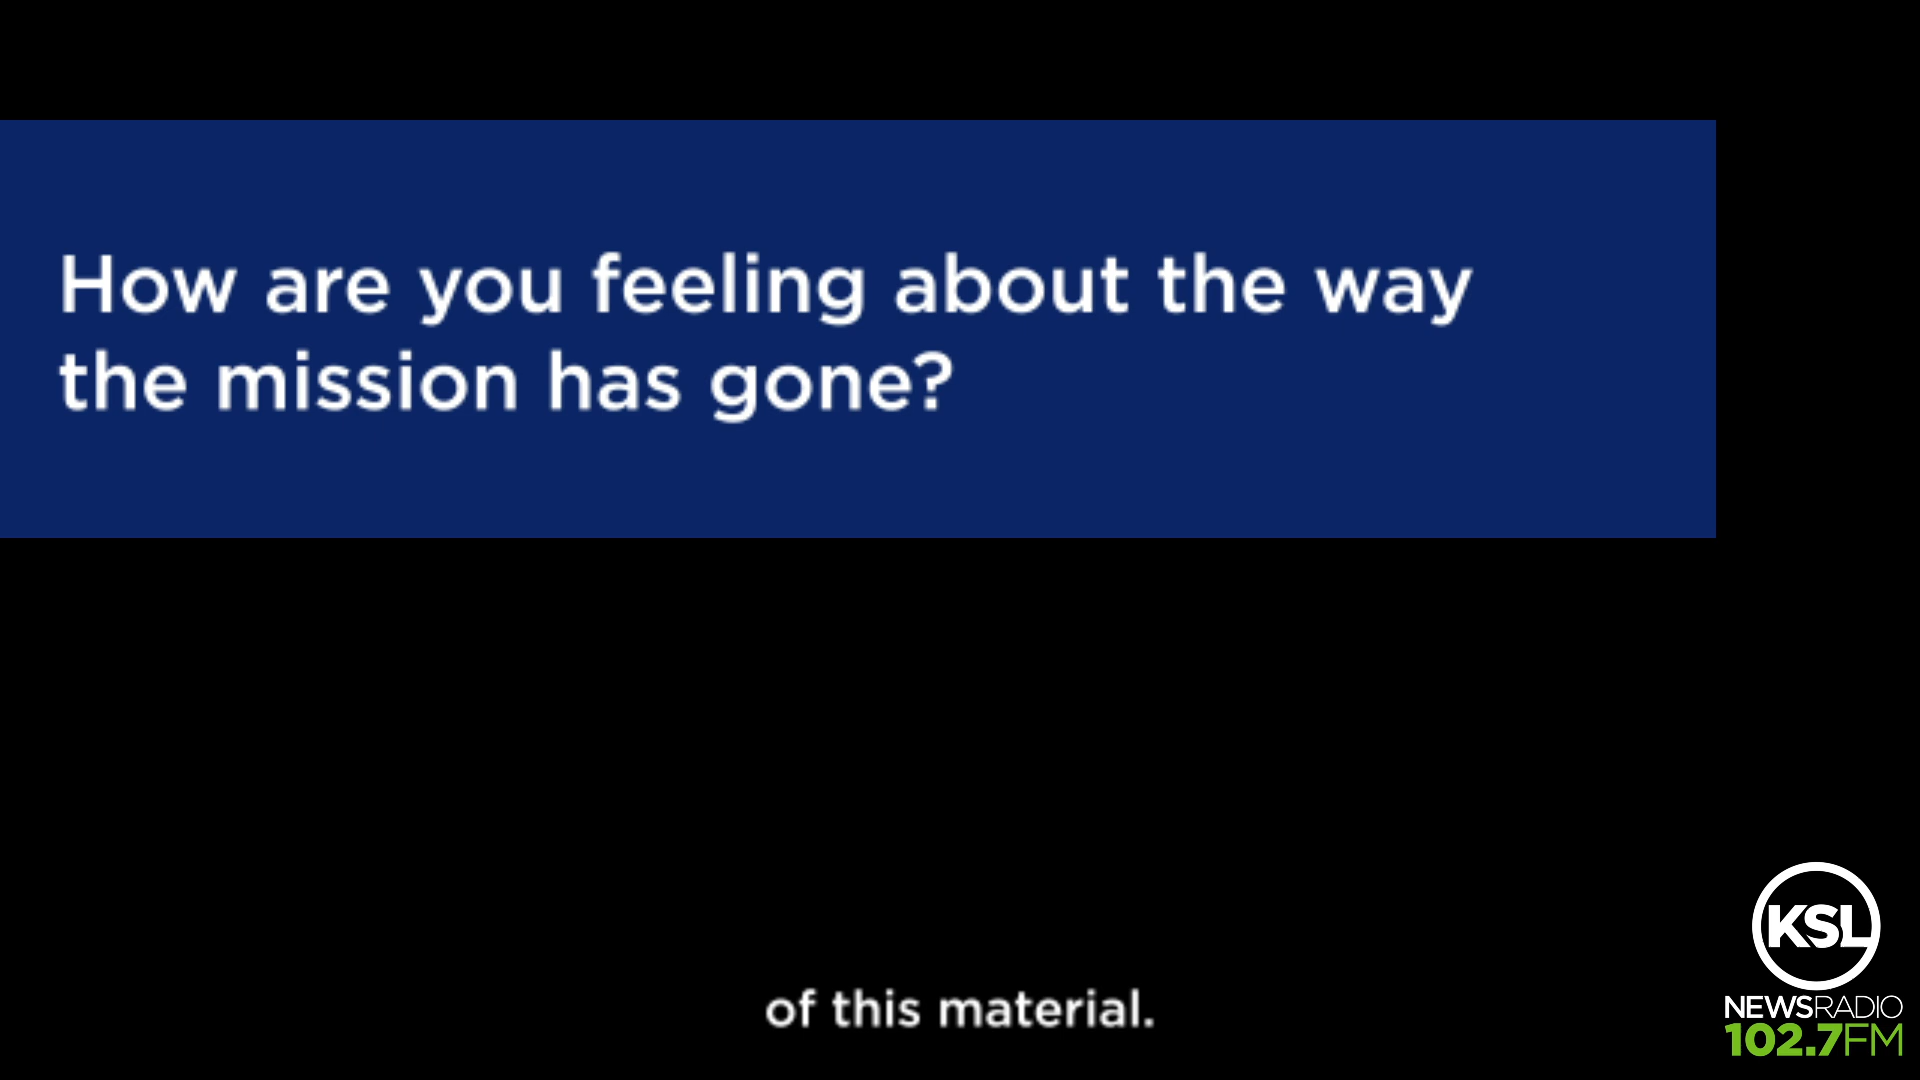 How are you feeling about the way
the mission has gone?
of this material.
KSL
NEWSRADIO
102.7FM